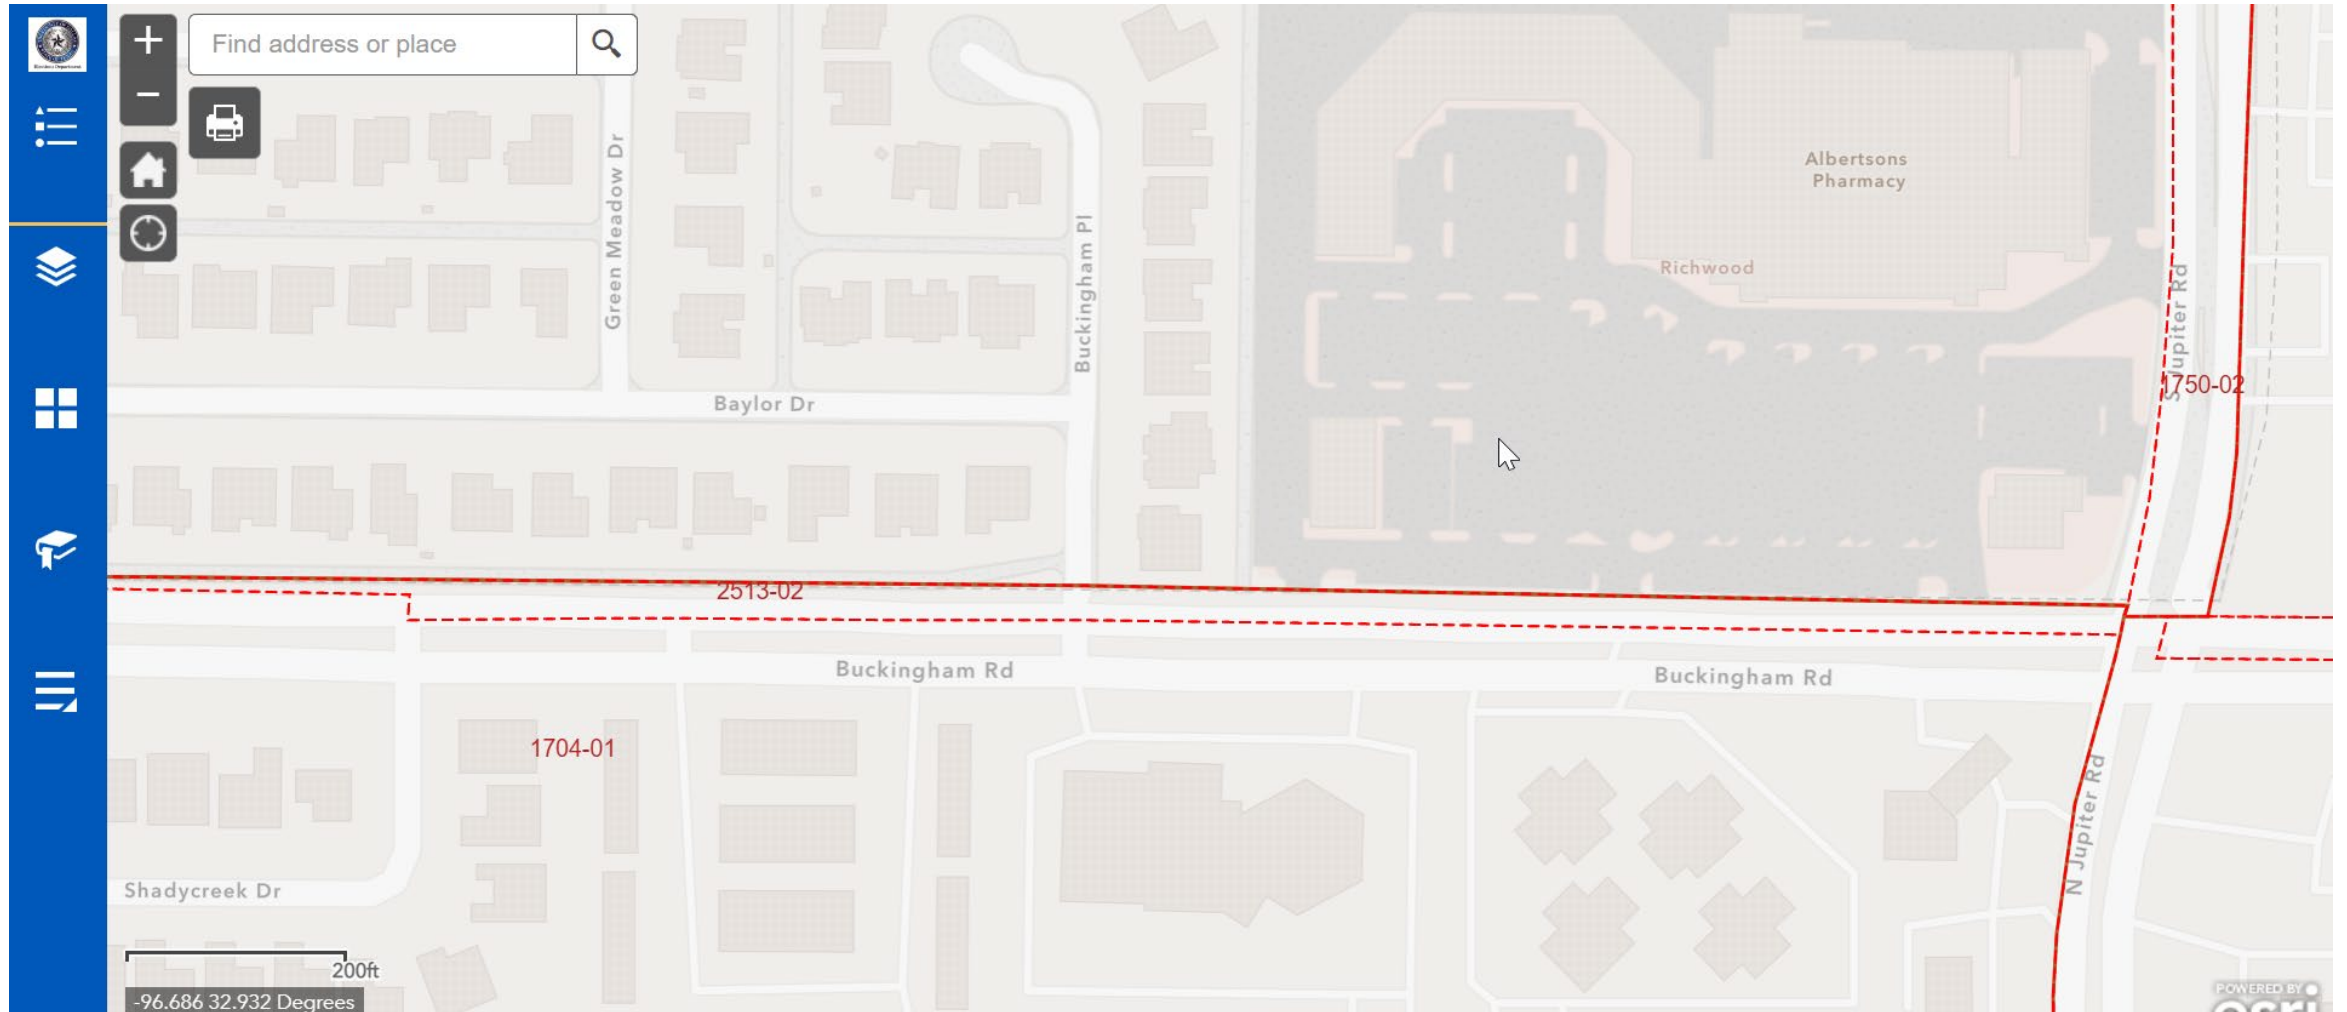 Find address or place
Green Meadow Dr
Buckingham Pl
Albertsons
Pharmacy
Richwood
S Jupiter Rd
1750-02
Baylor Dr
2513-02
Buckingham Rd
Buckingham Rd
1704-01
N Jupiter Rd
Shadycreek Dr
200ft
-96.686 32.932 Degrees
POWERED BY
esri